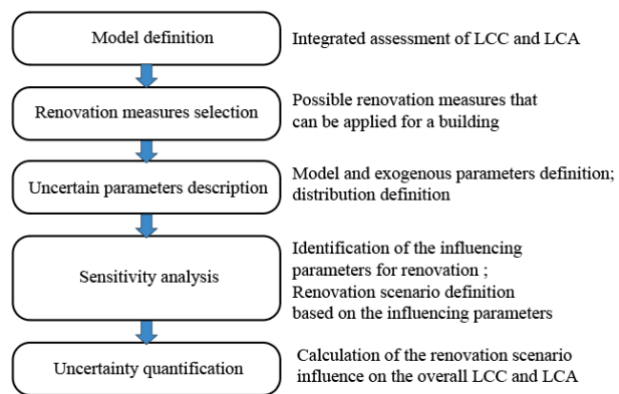 Model definition
Integrated assessment of LCC and LCA
Renovation measures selection
Possible renovation measures that
can be applied for a building
Uncertain parameters description
Model and exogenous parameters definition;
distribution definition
Sensitivity analysis
Identification of the influencing
parameters for renovation ;
Renovation scenario definition
based on the influencing parameters
Uncertainty quantification
Calculation of the renovation scenario
influence on the overall LCC and LCA